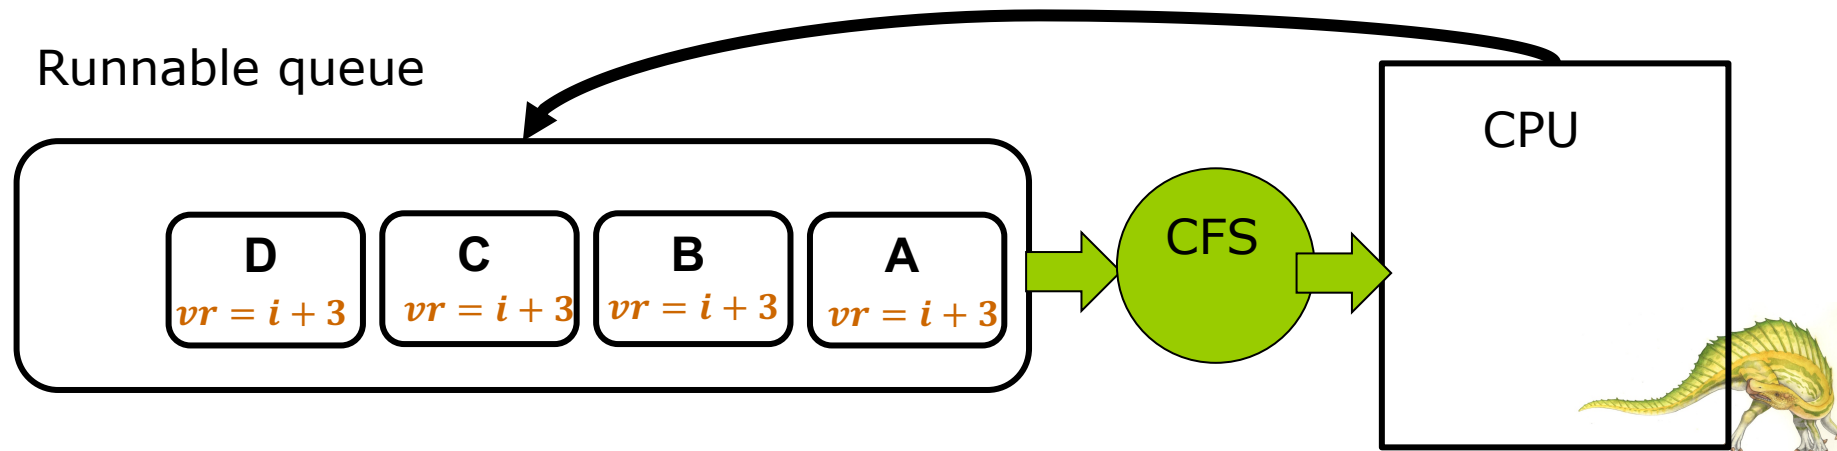 Runnable queue
CPU
D
vr = i + 3
C
vr = i + 3
B
vr = i + 3
A
vr = i + 3
CFS